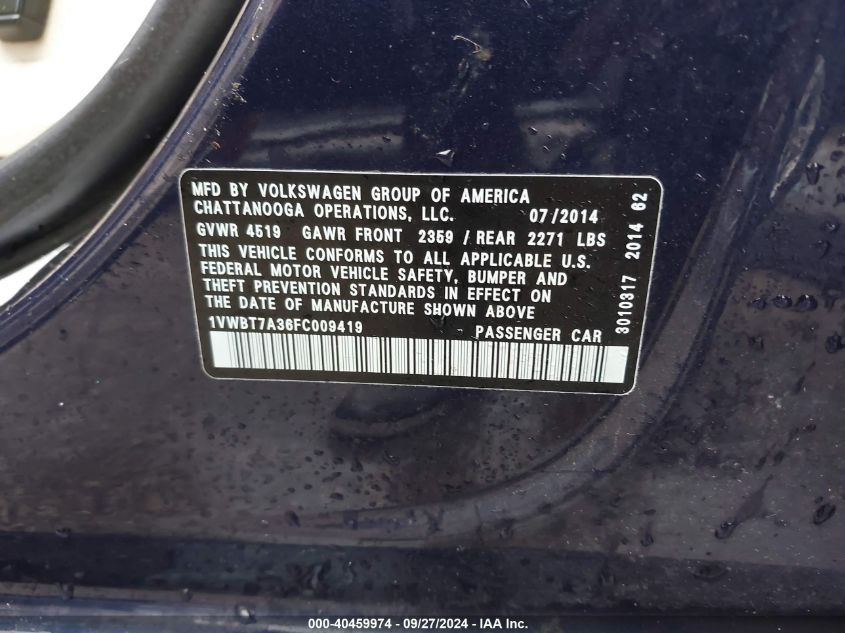 MFD BY VOLKSWAGEN GROUP OF AMERICA
CHATTANOOGA OPERATIONS, LLC. 07/2014
GVWR 4519 GAWR FRONT 2359 / REAR 2271 LBS
THIS VEHICLE CONFORMS TO ALL APPLICABLE U.S.
FEDERAL MOTOR VEHICLE SAFETY, BUMPER AND
THEFT PREVENTION STANDARDS IN EFFECT ON
THE DATE OF MANUFACTURE SHOWN ABOVE
1VWBT7A36FC009419 PASSENGER CAR
3010317 2014 62
000-40459974 - 09/27/2024 - IAA Inc.